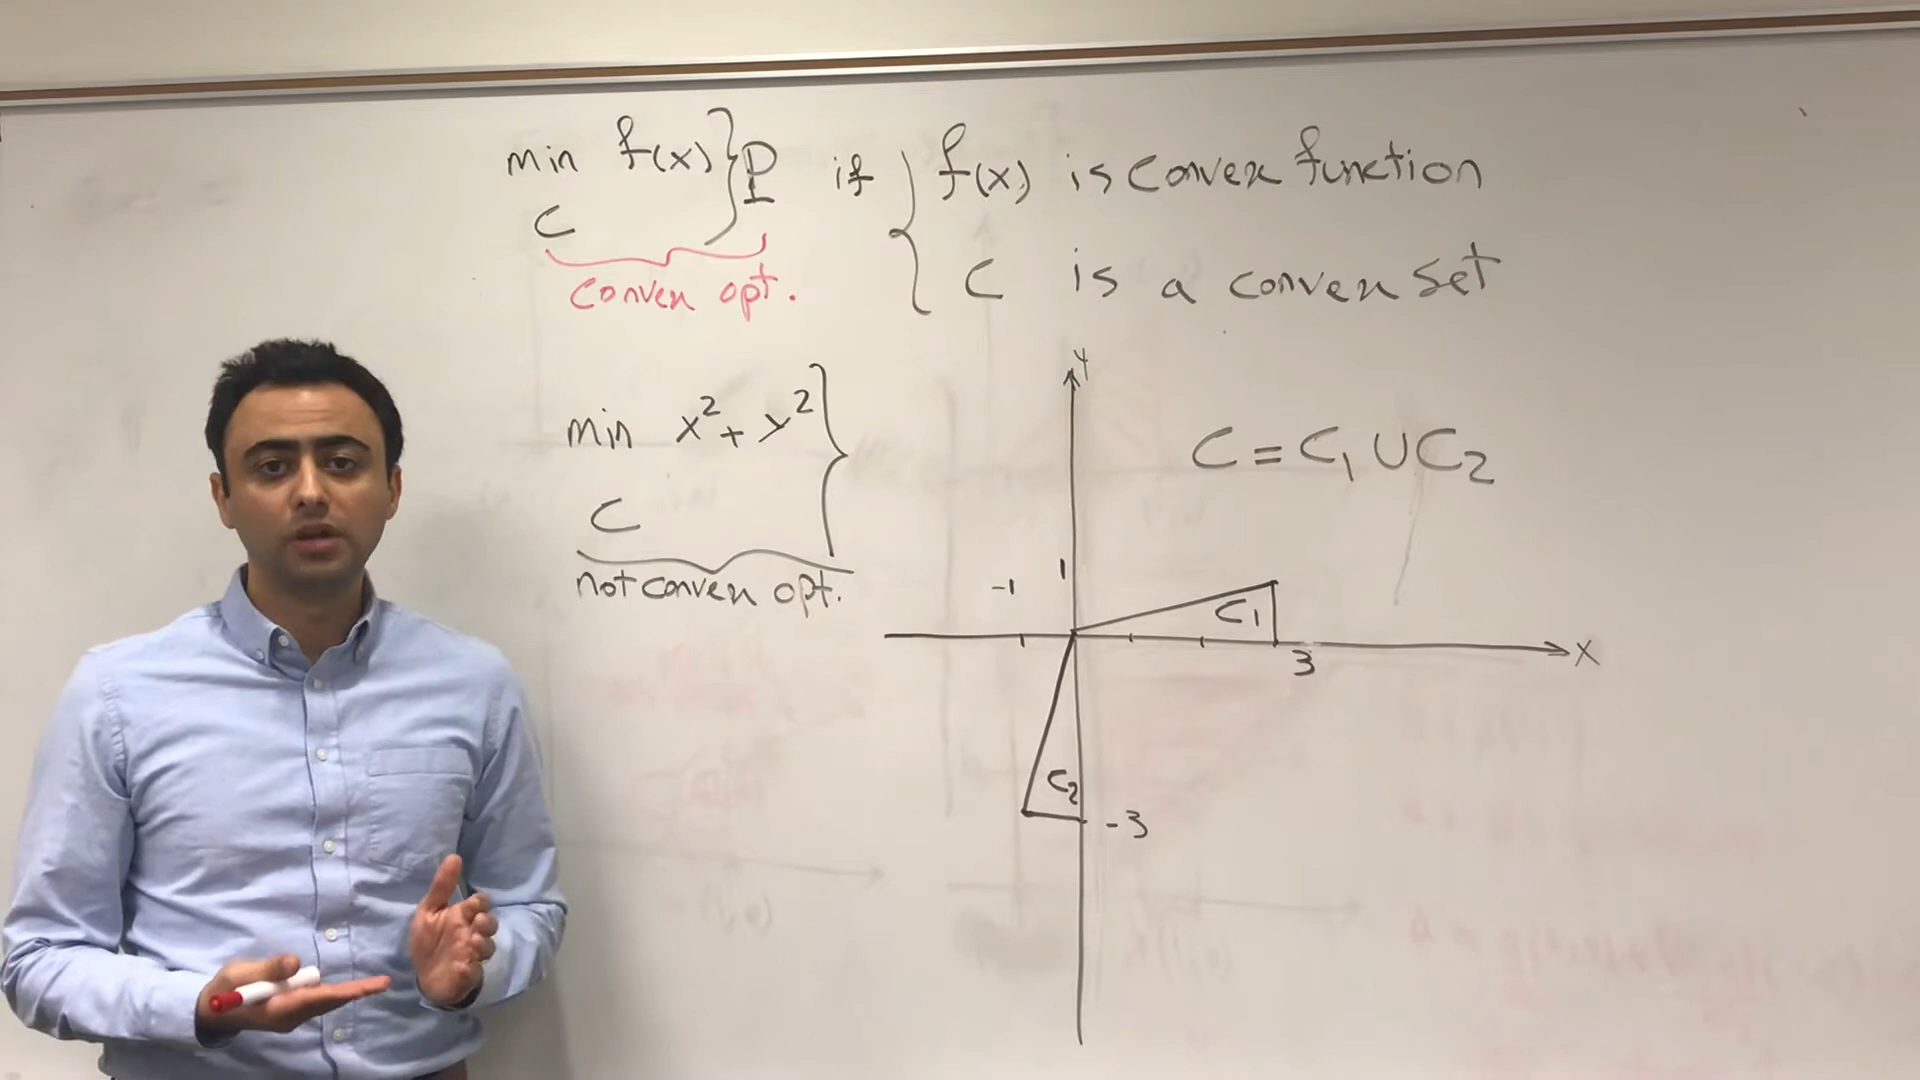 min f(x) } P if { f(x) is convex function
C
C is a convex set
convex opt.
min x² + y²
C
not convex opt.
C = C₁ ∪ C₂
Y
-1
1
C₁
3
X
C₂
-3